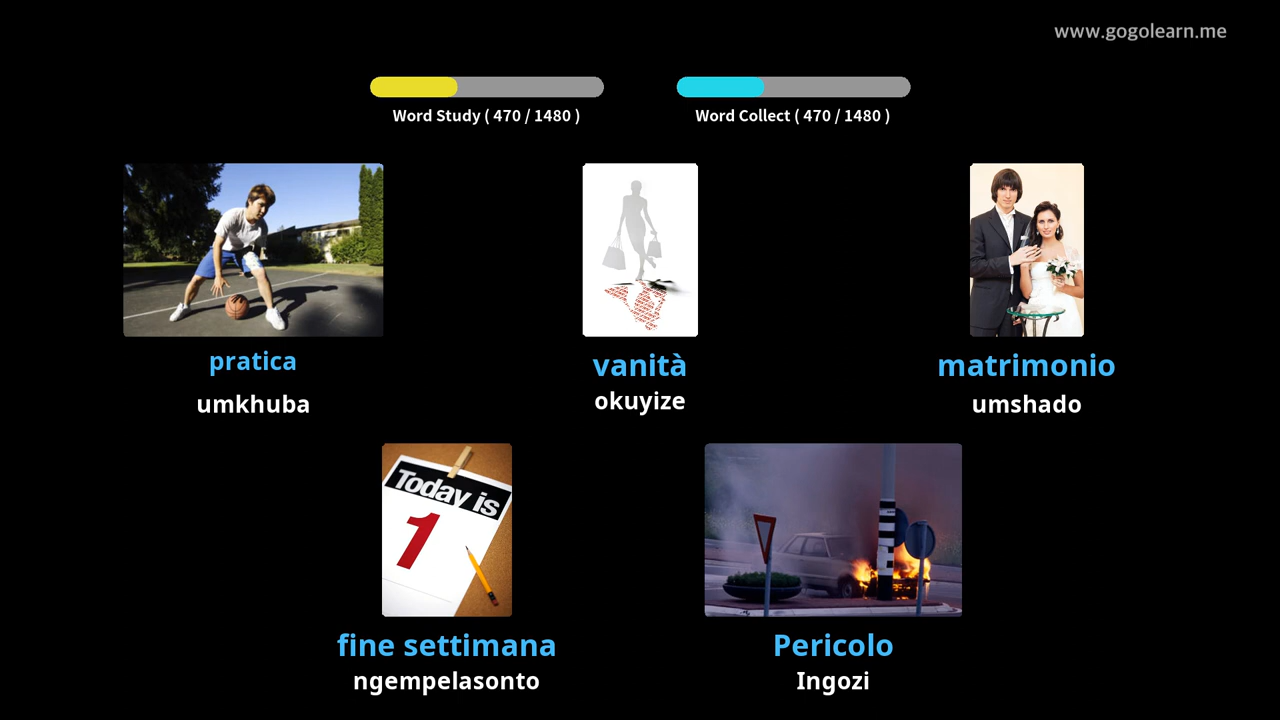 www.gogolearn.me
Word Study ( 470 / 1480 )
Word Collect ( 470 / 1480 )
pratica
umkhuba
vanità
okuyize
matrimonio
umshado
Today is
1
fine settimana
ngempelasonto
Pericolo
Ingozi